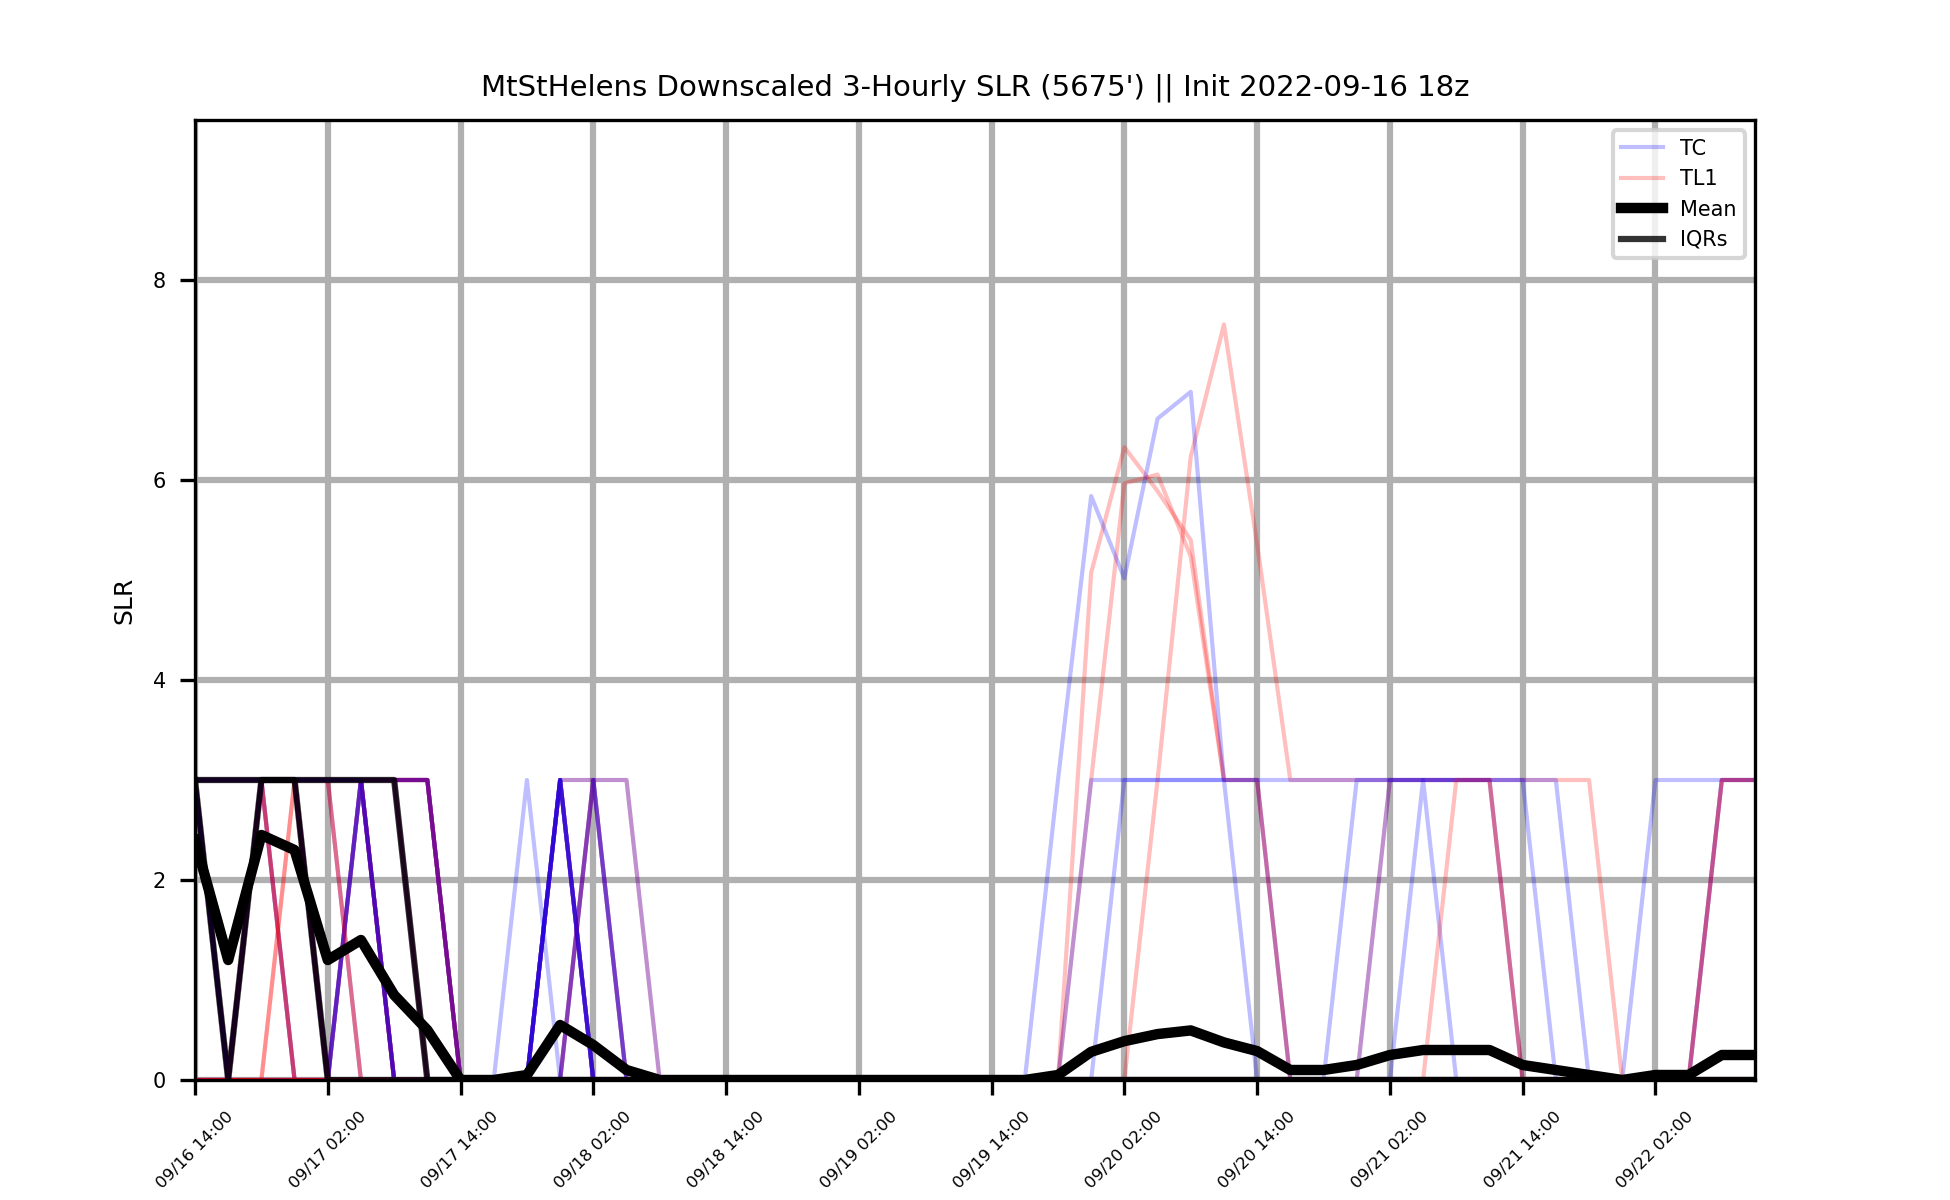 MtStHelens Downscaled 3-Hourly SLR (5675') || Init 2022-09-16 18z
TC
TL1
Mean
IQRs
SLR
8
6
4
2
0
09/16 14:00
09/17 02:00
09/17 14:00
09/18 02:00
09/18 14:00
09/19 02:00
09/19 14:00
09/20 02:00
09/20 14:00
09/21 02:00
09/21 14:00
09/22 02:00